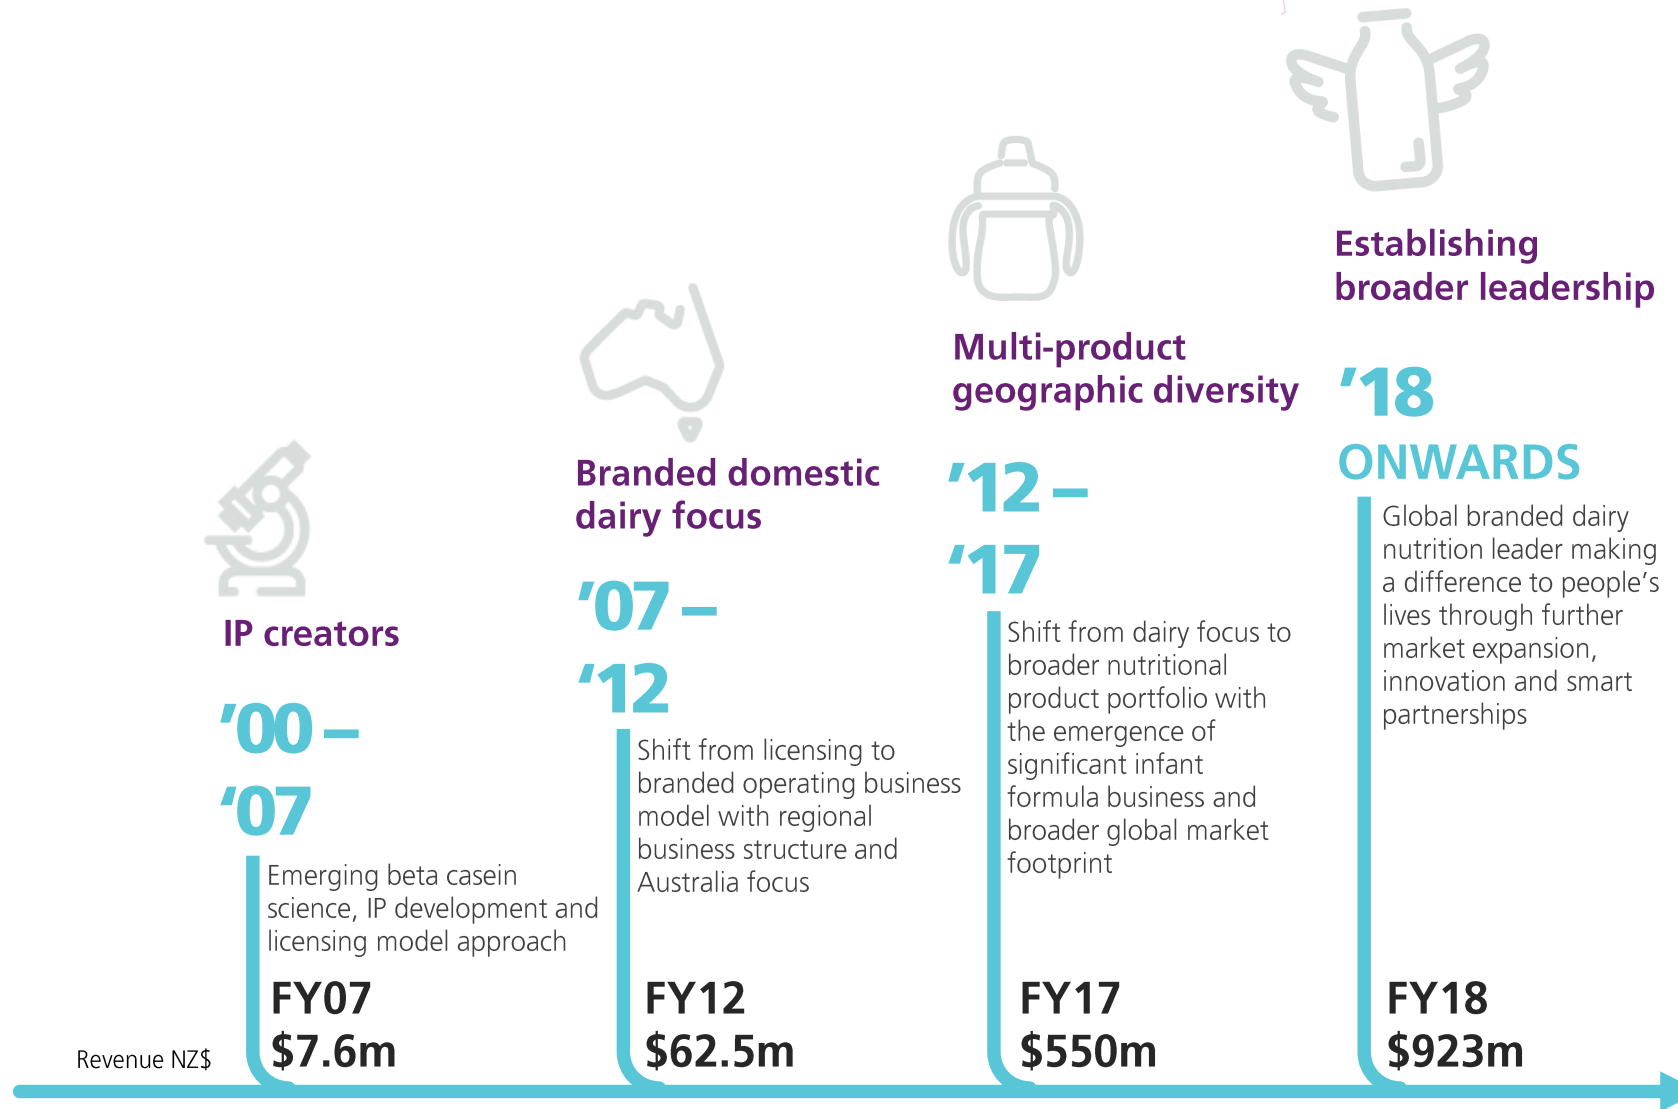 IP creators
’00 –
‘07
Emerging beta casein
science, IP development and
licensing model approach
FY07
$7.6m
Branded domestic
dairy focus
’07 –
‘12
Shift from licensing to
branded operating business
model with regional
business structure and
Australia focus
FY12
$62.5m
Multi-product
geographic diversity
’12 –
‘17
Shift from dairy focus to
broader nutritional
product portfolio with
the emergence of
significant infant
formula business and
broader global market
footprint
FY17
$550m
Establishing
broader leadership
’18
ONWARDS
Global branded dairy
nutrition leader making
a difference to people’s
lives through further
market expansion,
innovation and smart
partnerships
FY18
$923m
Revenue NZ$